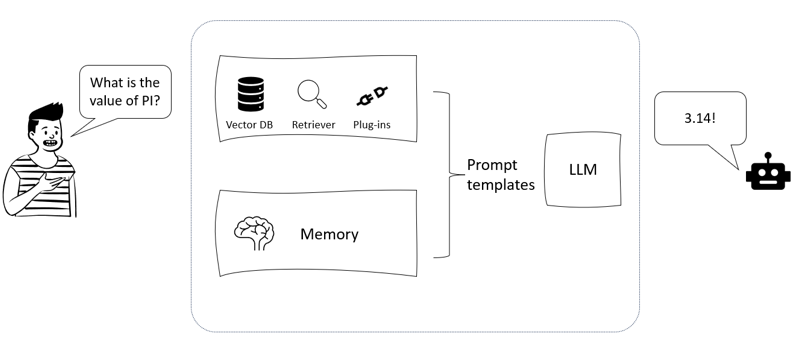 What is the
value of PI?
Vector DB
Retriever
Plug-ins
Memory
Prompt
templates
LLM
3.14!